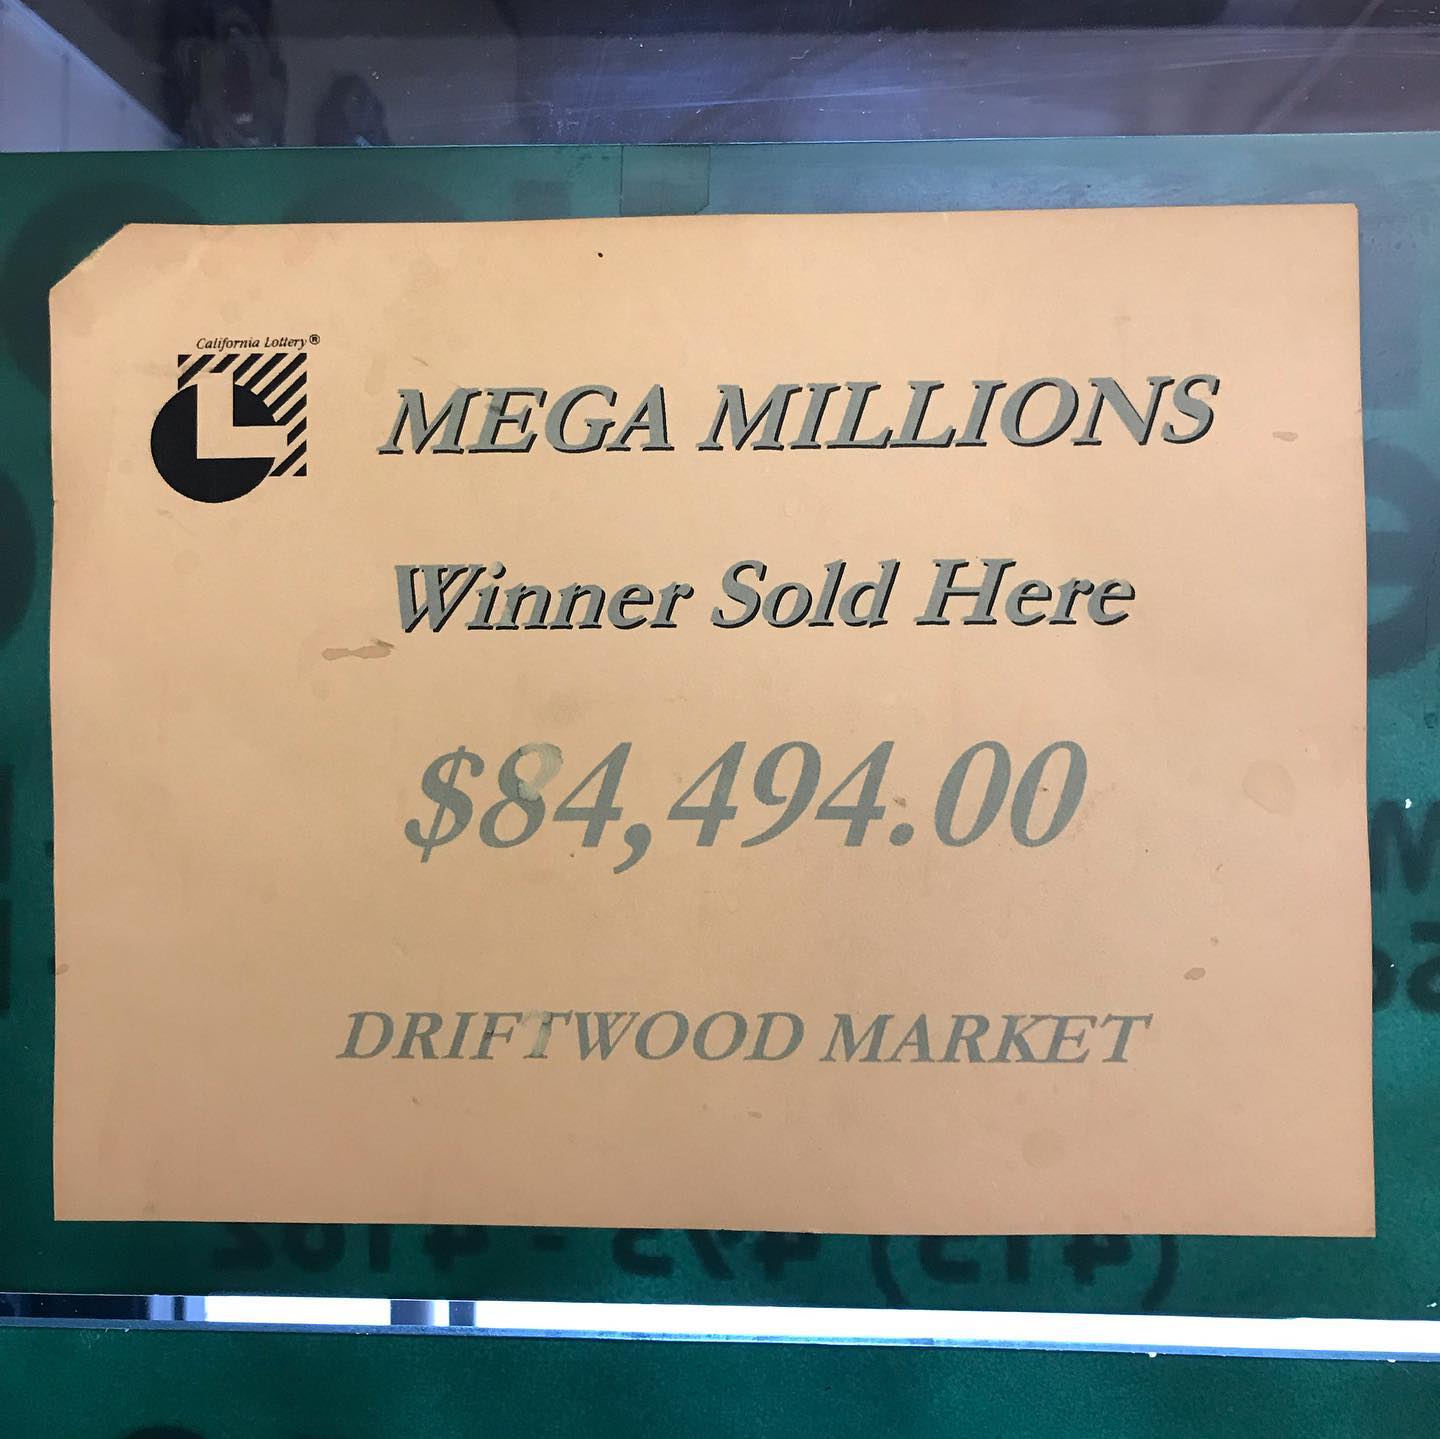 California Lottery®
MEGA MILLIONS
Winner Sold Here
$84,494.00
DRIFTWOOD MARKET